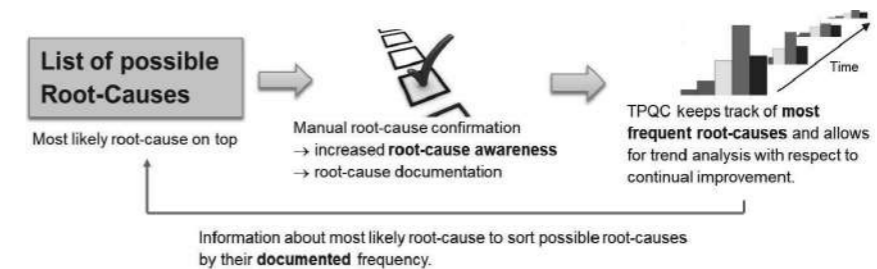 List of possible
Root-Causes
Most likely root-cause on top
Manual root-cause confirmation
→ increased root-cause awareness
→ root-cause documentation
Time
TPQC keeps track of most
frequent root-causes and allows
for trend analysis with respect to
continual improvement.
Information about most likely root-cause to sort possible root-causes
by their documented frequency.